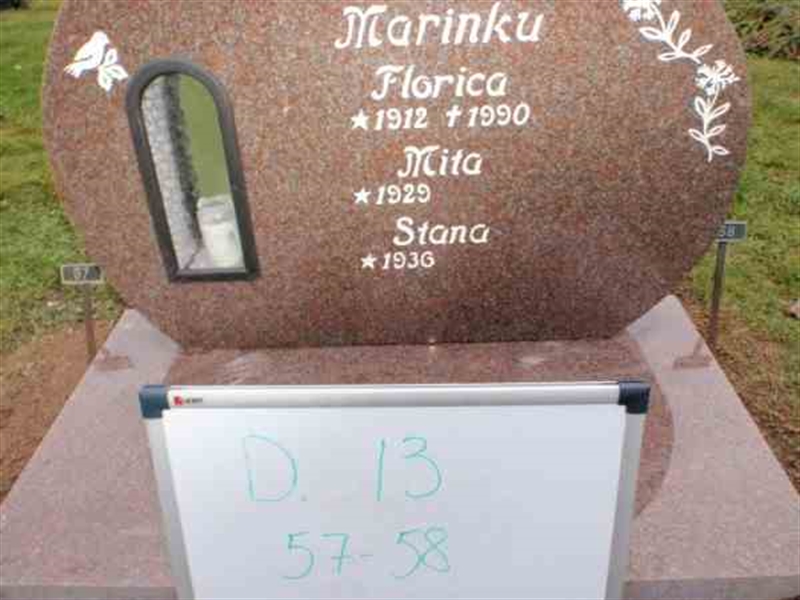 Marinku
Florica
★1912 †1990
Mita
★1929
Stana
★1936
D. 13
57-58